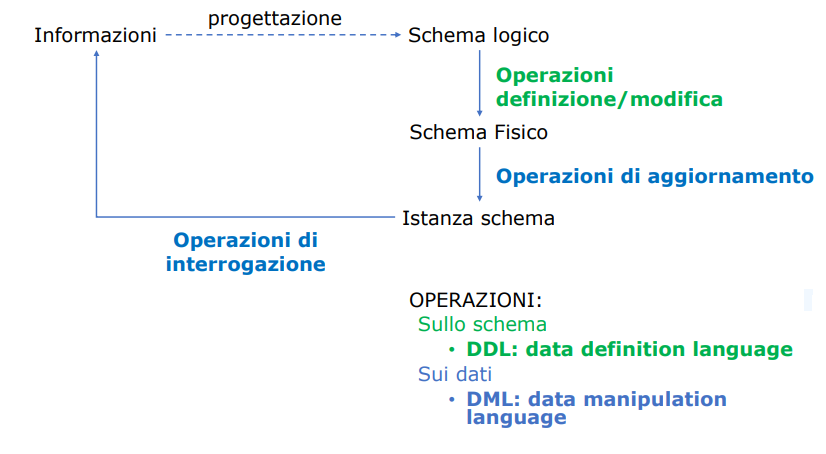 progettazione
Informazioni
Schema logico
Operazioni
definizione/modifica
Schema Fisico
Operazioni di aggiornamento
Istanza schema
Operazioni di
interrogazione
OPERAZIONI:
Sullo schema
• DDL: data definition language
Sui dati
• DML: data manipulation
language